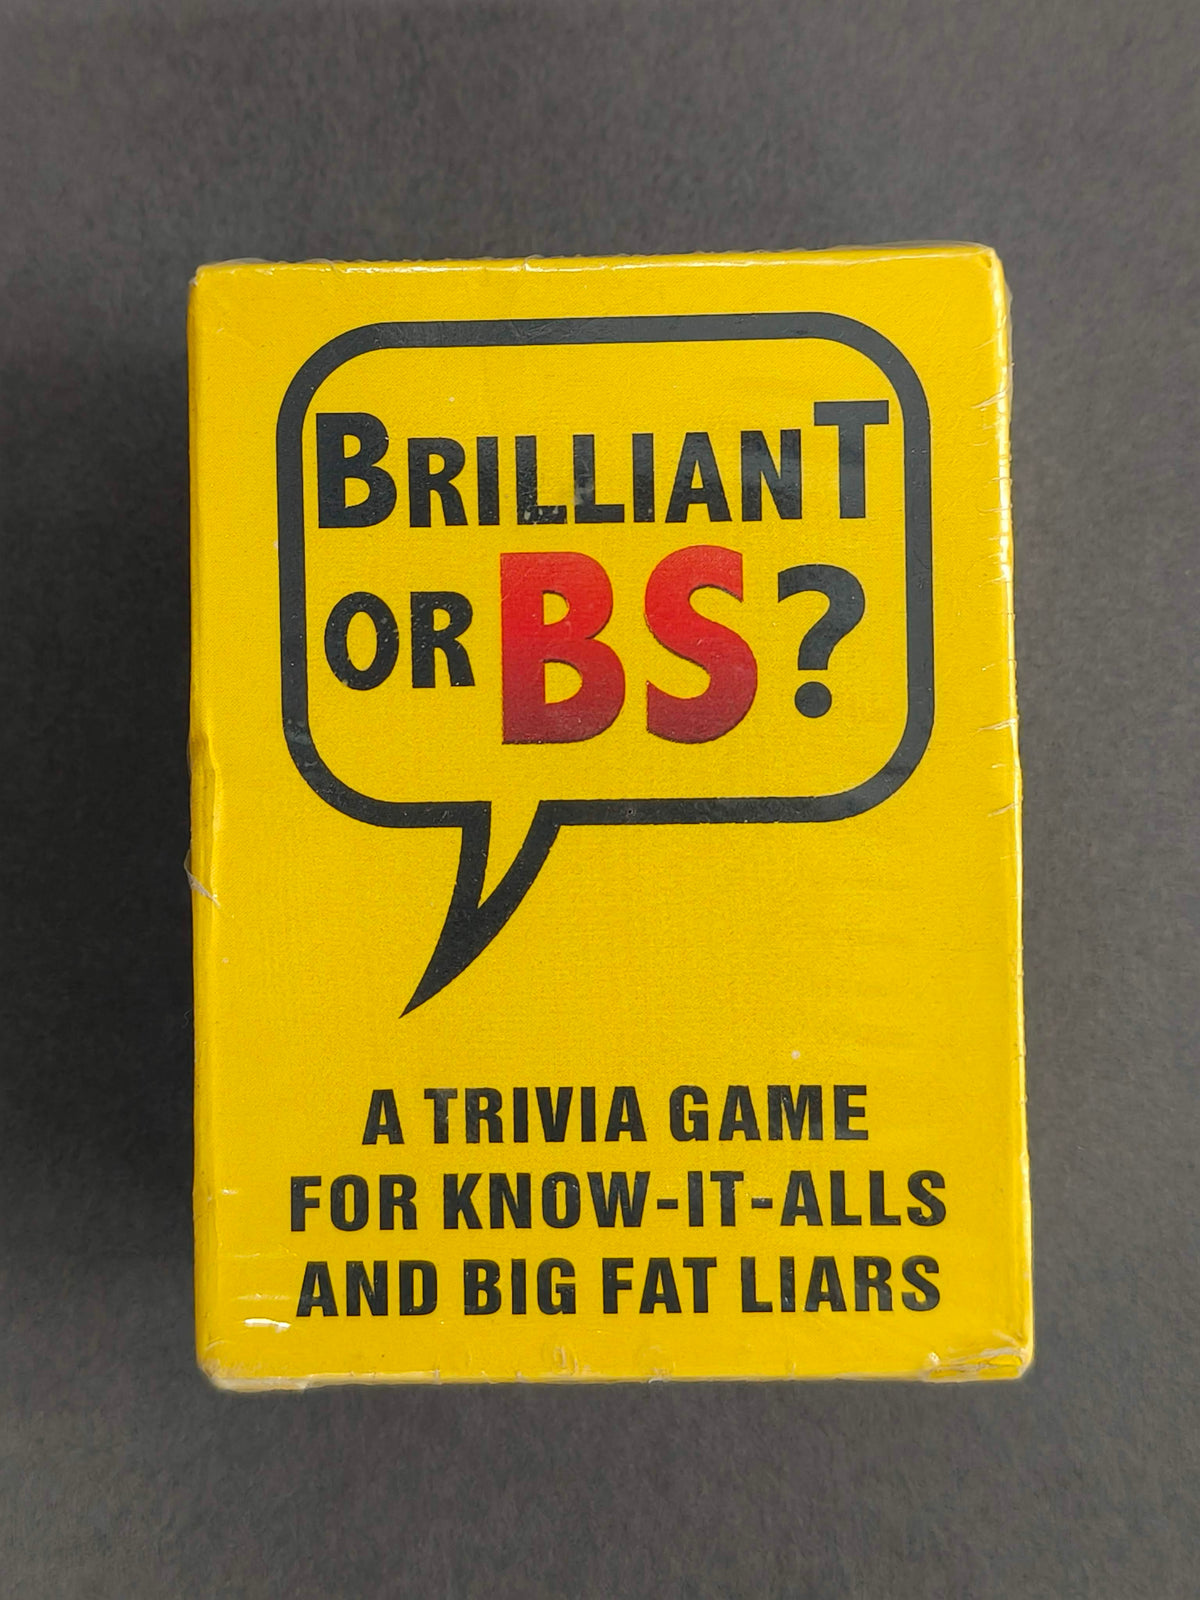 BRILLIANT
OR BS?
A TRIVIA GAME
FOR KNOW-IT-ALLS
AND BIG FAT LIARS